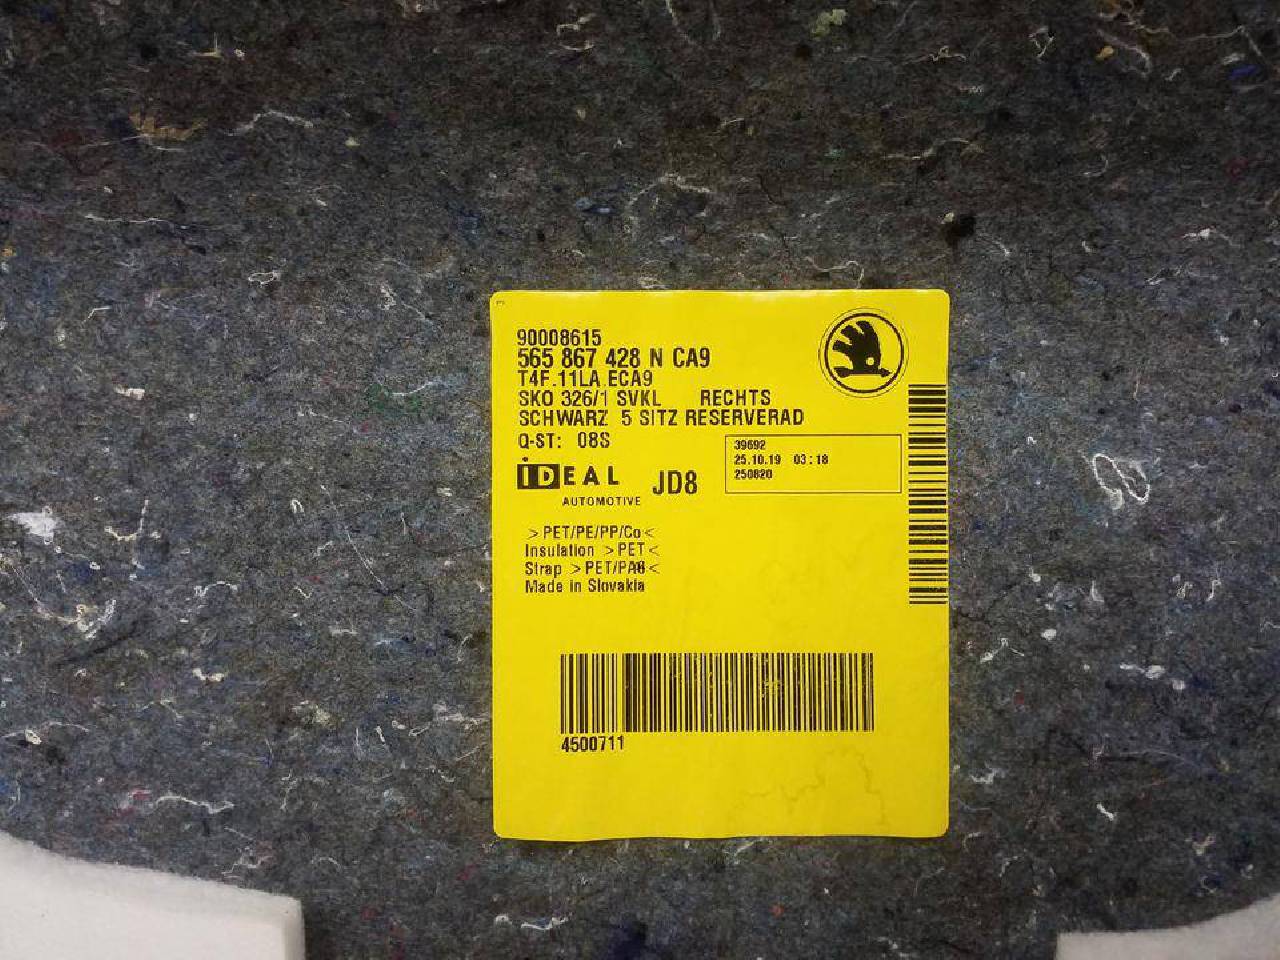 90008615
565 867 428 N CA9
T4F.11LA.ECA9
SKO 326/1 SVKL RECHTS
SCHWARZ 5 SITZ RESERVERAD
Q-ST: 08S
39692
25.10.19 03:18
250820
iDEAL
AUTOMOTIVE
JD8
>PET/PE/PP/Co<
Insulation >PET<
Strap >PET/PA6<
Made in Slovakia
4500711